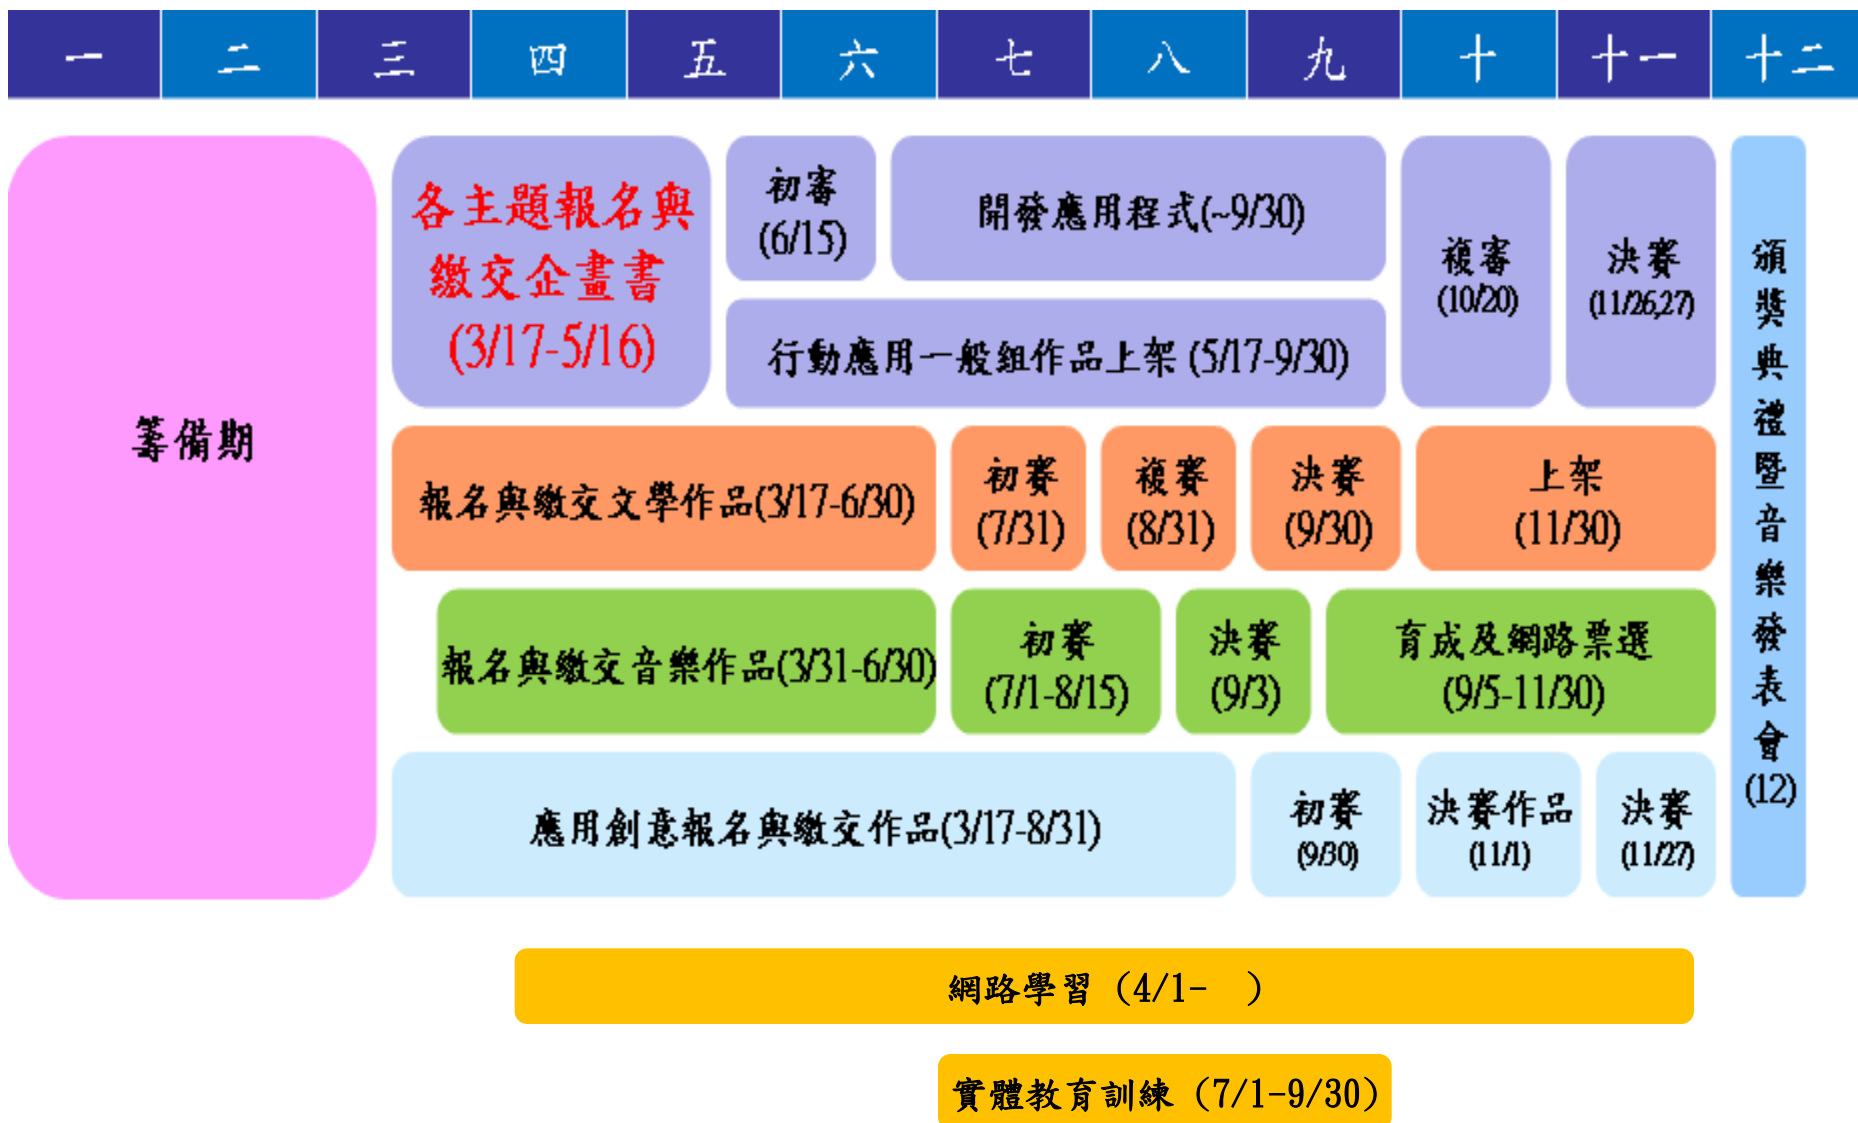 一 二 三 四 五 六 七 八 九 十 十一 十二
籌備期
各主題報名與
繳交企畫書
(3/17-5/16)
初審
(6/15)
開發應用程式(~9/30)
行動應用一般組作品上架 (5/17-9/30)
複審
(10/20)
決賽
(11/26,27)
報名與繳交文學作品(3/17-6/30)
初賽
(7/31)
複賽
(8/31)
決賽
(9/30)
上架
(11/30)
報名與繳交音樂作品(3/31-6/30)
初賽
(7/1-8/15)
決賽
(9/3)
育成及網路票選
(9/5-11/30)
應用創意報名與繳交作品(3/17-8/31)
初賽
(9/30)
決賽作品
(11/1)
決賽
(11/27)
頒獎典禮暨音樂發表會
(12)
網路學習 (4/1-  )
實體教育訓練 (7/1-9/30)